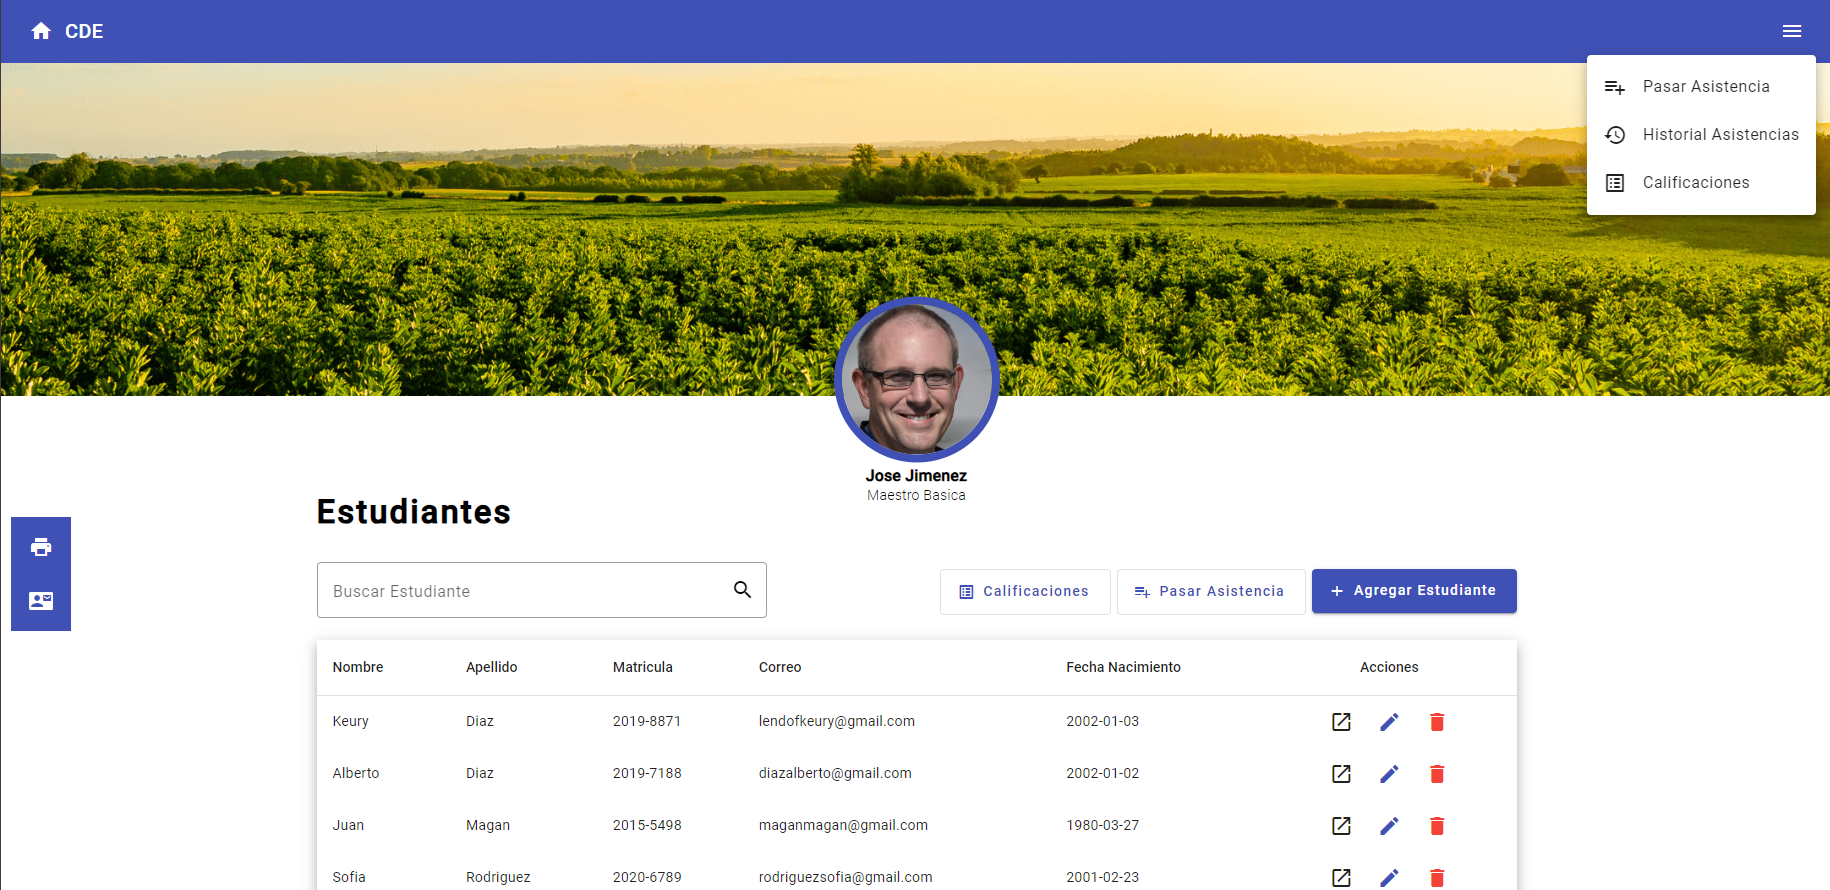 CDE
Pasar Asistencia
Historial Asistencias
Calificaciones
Jose Jimenez
Maestro Basica
Estudiantes
Buscar Estudiante
Calificaciones Pasar Asistencia + Agregar Estudiante
Nombre Apellido Matricula Correo Fecha Nacimiento Acciones
Keury Diaz 2019-8871 lendofkeury@gmail.com 2002-01-03
Alberto Diaz 2019-7188 diazalberto@gmail.com 2002-01-02
Juan Magan 2015-5498 maganmagan@gmail.com 1980-03-27
Sofia Rodriguez 2020-6789 rodriguezsofia@gmail.com 2001-02-23